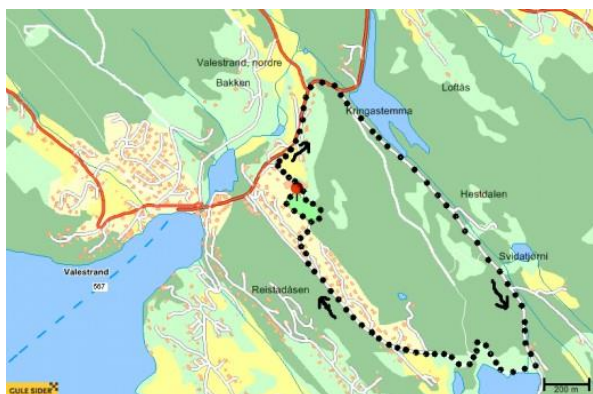 Valestrand, nordre
Bakken
Loftås
Kringastemma
Hestdalen
Svidatjørni
Valestrand
567
Reistadåsen
GULE SIDER
200 m